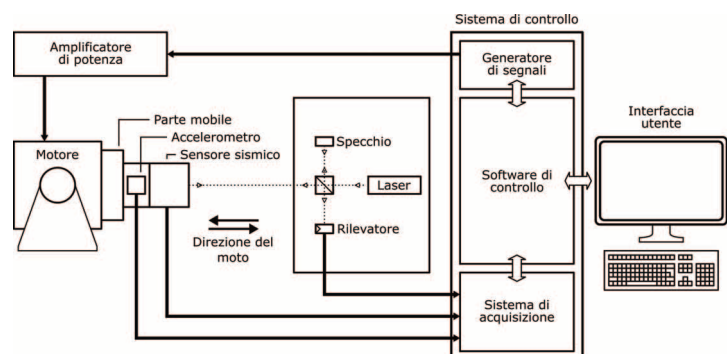 Sistema di controllo
Amplificatore
di potenza
Generatore
di segnali
Parte mobile
Accelerometro
Sensore sismico
Motore
Specchio
Laser
Rilevatore
Direzione del
moto
Software di
controllo
Interfaccia
utente
Sistema di
acquisizione